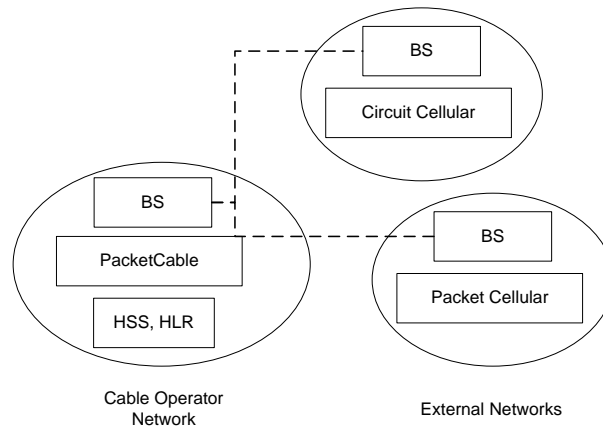 BS
Circuit Cellular
BS
PacketCable
HSS, HLR
BS
Packet Cellular
Cable Operator
Network
External Networks